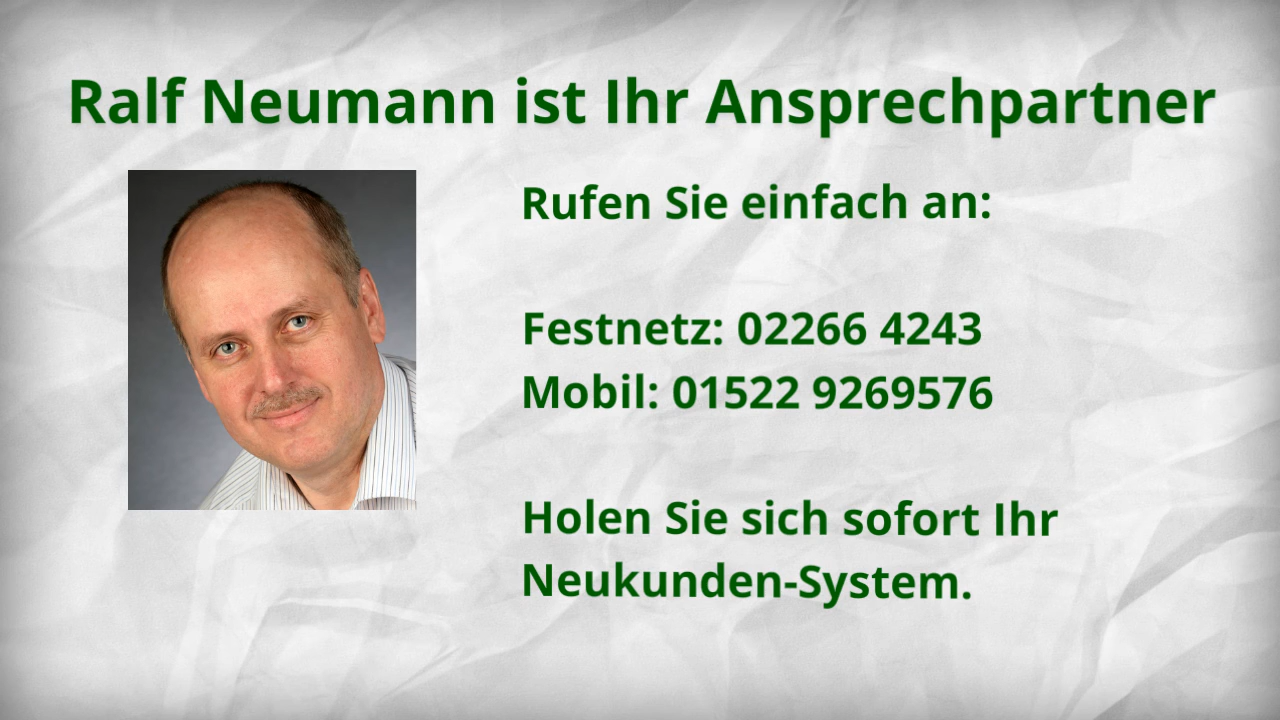 Ralf Neumann ist Ihr Ansprechpartner
Rufen Sie einfach an:
Festnetz: 02266 4243
Mobil: 01522 9269576
Holen Sie sich sofort Ihr
Neukunden-System.